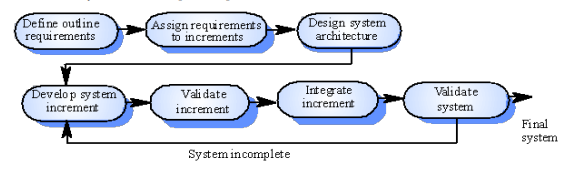 Define outline
requirements
Assign requirements
to increments
Design system
architecture
Develop system
increment
Validate
increment
Integrate
increment
Validate
system
Final
system
System incomplete